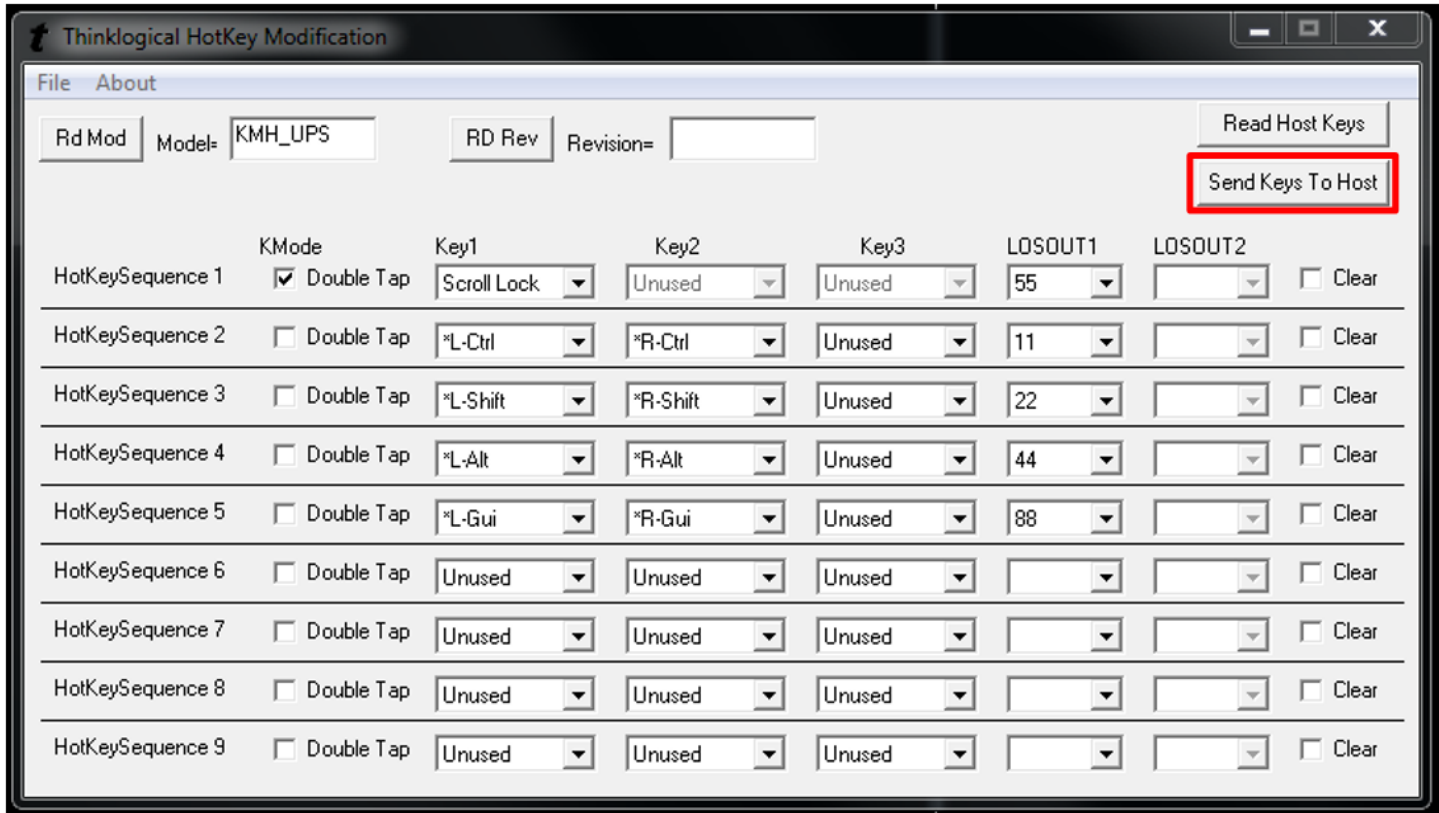 t Thinklogical HotKey Modification
File About
Rd Mod Model= KMH_UPS RD Rev Revision= Read Host Keys
Send Keys To Host
KMode Key1 Key2 Key3 LOSOUT1 LOSOUT2
HotKeySequence 1 Double Tap Scroll Lock Unused Unused 55 Clear
HotKeySequence 2 Double Tap *L-Ctrl *R-Ctrl Unused 11 Clear
HotKeySequence 3 Double Tap *L-Shift *R-Shift Unused 22 Clear
HotKeySequence 4 Double Tap *L-Alt *R-Alt Unused 44 Clear
HotKeySequence 5 Double Tap *L-Gui *R-Gui Unused 88 Clear
HotKeySequence 6 Double Tap Unused Unused Unused Clear
HotKeySequence 7 Double Tap Unused Unused Unused Clear
HotKeySequence 8 Double Tap Unused Unused Unused Clear
HotKeySequence 9 Double Tap Unused Unused Unused Clear